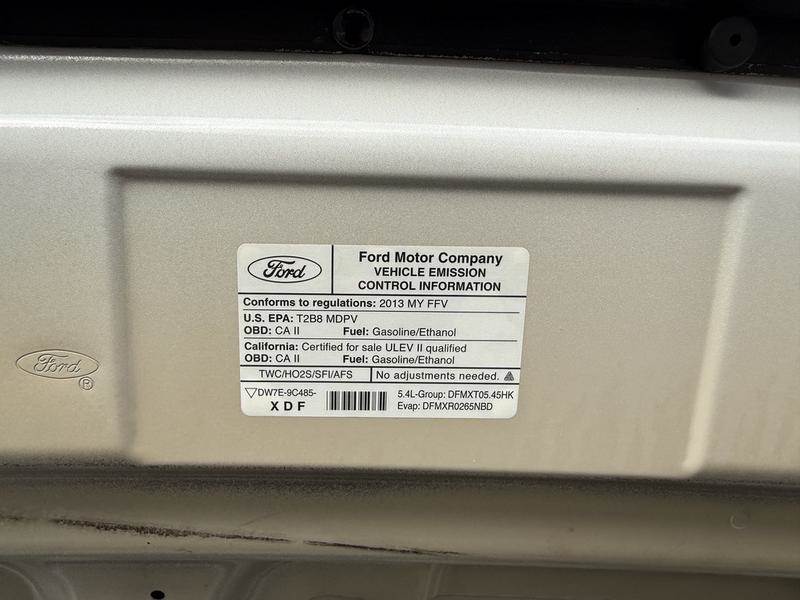 Ford
Ford Motor Company
VEHICLE EMISSION
CONTROL INFORMATION
Conforms to regulations: 2013 MY FFV
U.S. EPA: T2B8 MDPV
OBD: CA II Fuel: Gasoline/Ethanol
California: Certified for sale ULEV II qualified
OBD: CA II Fuel: Gasoline/Ethanol
TWC/HO2S/SFI/AFS No adjustments needed.
DW7E-9C485- 5.4L-Group: DFMXT05.45HK
XDF Evap: DFMXR0265NBD
Ford ®